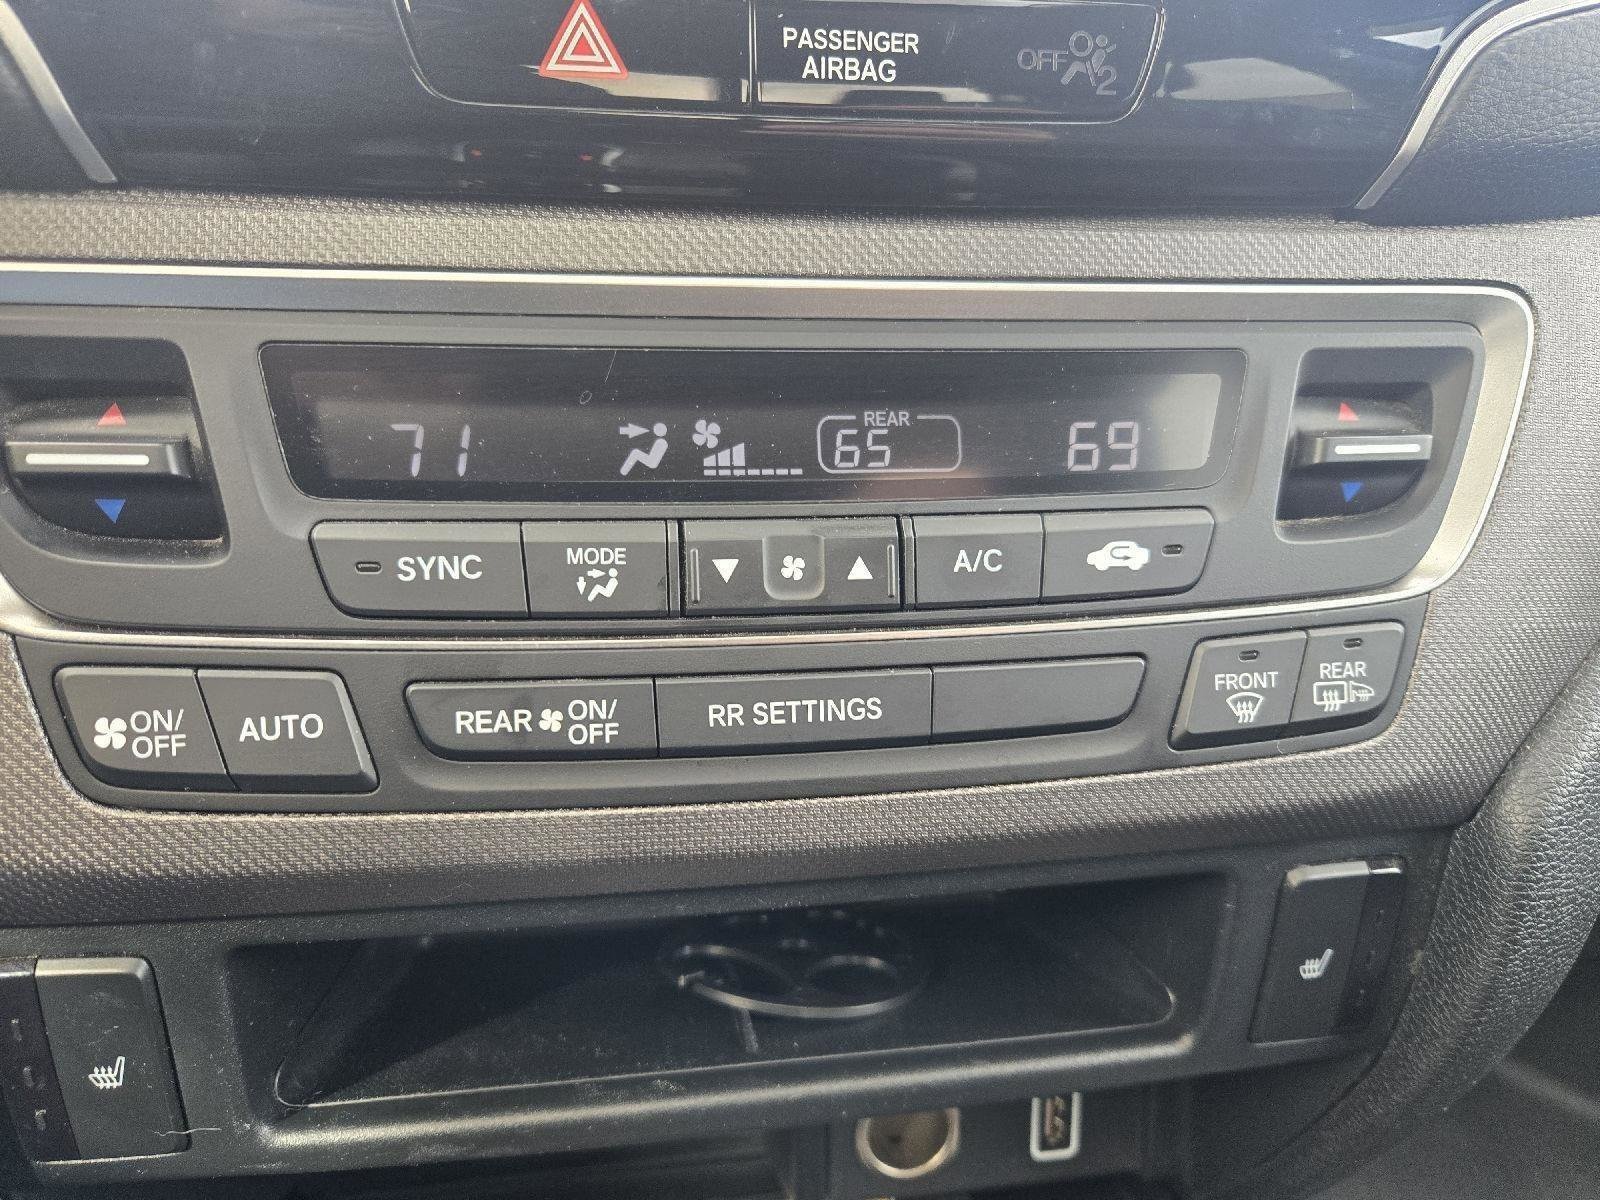 PASSENGER
AIRBAG
OFF
2
71
REAR
65
69
SYNC
MODE
A/C
ON/
OFF
AUTO
REAR
ON/
OFF
RR SETTINGS
FRONT
REAR